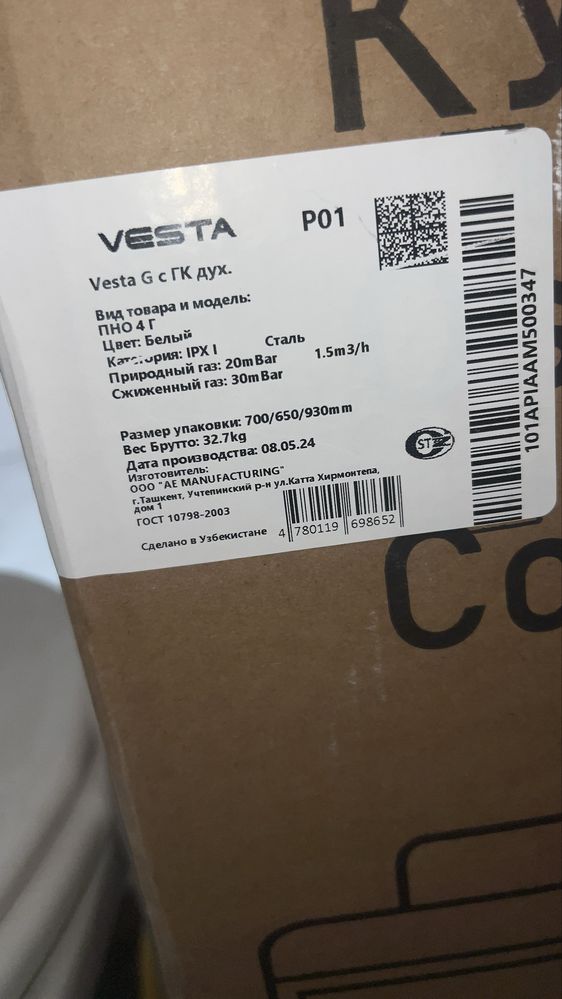 Ку
VESTA
P01
Vesta G с ГК дух.
Вид товара и модель:
ПНО 4 Г
Цвет: Белый
Сталь
Категория: IPX I
Природный газ: 20mBar 1.5m3/h
Сжиженный газ: 30mBar
Размер упаковки: 700/650/930mm
Вес Брутто: 32.7kg
Дата производства: 08.05.24
Изготовитель:
ООО "AE MANUFACTURING"
г.Ташкент, Учтепинский р-н ул.Катта Хирмонтепа,
дом 1
ГОСТ 10798-2003
Сделано в Узбекистане
4 780119 698652
101APIAAM500347
ST
Co